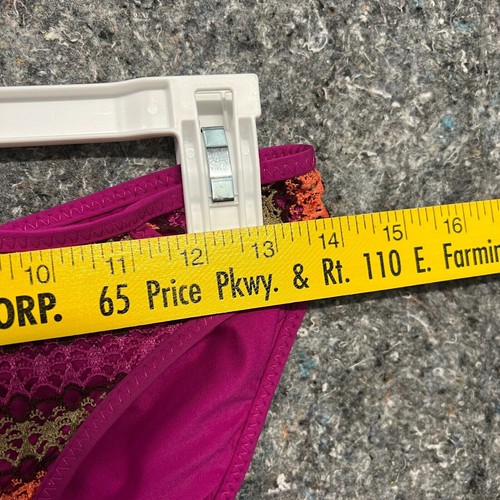 10 11 12 13 14 15 16
ORP. 65 Price Pkwy. & Rt. 110 E. Farmin